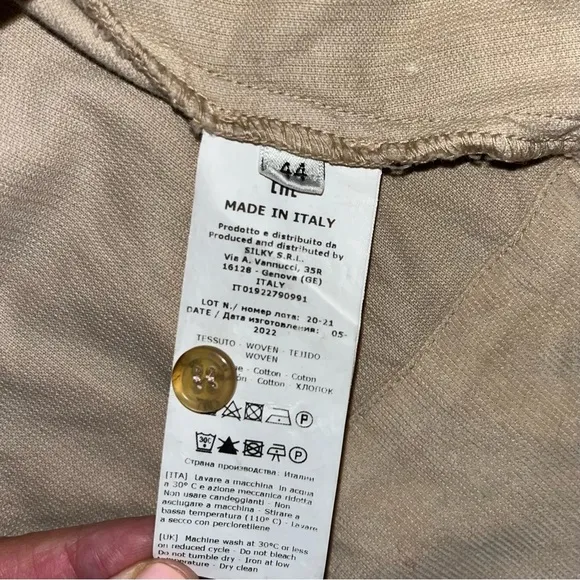 44
MADE IN ITALY
Prodotto e distribuito da
Produced and distributed by
SILKY S.R.L.
Via A. Vannucci, 35R
16128 - Genova (GE)
ITALY
IT01922790991
LOT N./ номер лота: 20-21
DATE / Дата изготовления: 05-
2022
TESSUTO - WOVEN - TEJIDO
WOVEN
- Cotton - Coton
Cotton ХЛОПОК
P
30C P
Страна производства: Италия
[ITA] Lavare a macchina in acqua
a 30° C e azione meccanica ridotta
Non usare candeggianti - Non
asciugare a macchina - Stirare a
bassa temperatura (110° C) - Lavare
a secco con percloretilene
[UK] Machine wash at 30°C or less
on reduced cycle - Do not bleach
Do not tumble dry - Iron at low
temperature - Dry clean